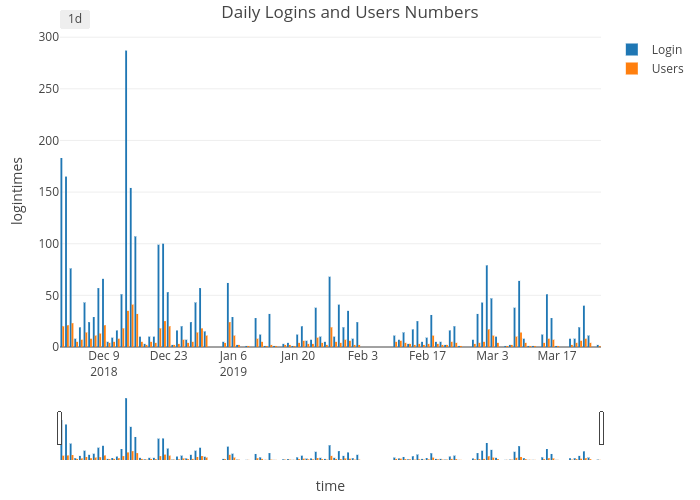 Daily Logins and Users Numbers
1d
Login
Users
logintimes
300
250
200
150
100
50
0
Dec 9
2018
Dec 23
Jan 6
2019
Jan 20
Feb 3
Feb 17
Mar 3
Mar 17
time